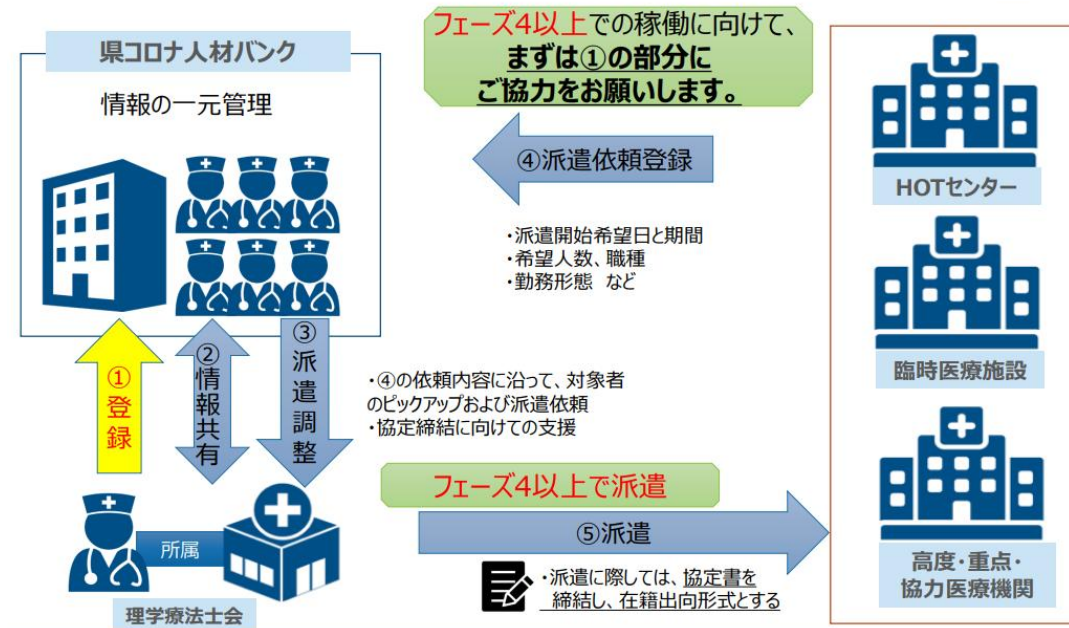 県コロナ人材バンク
情報の一元管理
フェーズ4以上での稼働に向けて、
まずは①の部分に
ご協力をお願いします。
④派遣依頼登録
・派遣開始希望日と期間
・希望人数、職種
・勤務形態 など
HOTセンター
臨時医療施設
高度・重点・
協力医療機関
①登録
②情報共有
③派遣調整
・④の依頼内容に沿って、対象者
のピックアップおよび派遣依頼
・協定締結に向けての支援
フェーズ4以上で派遣
⑤派遣
・派遣に際しては、協定書を
締結し、在籍出向形式とする
所属
理学療法士会